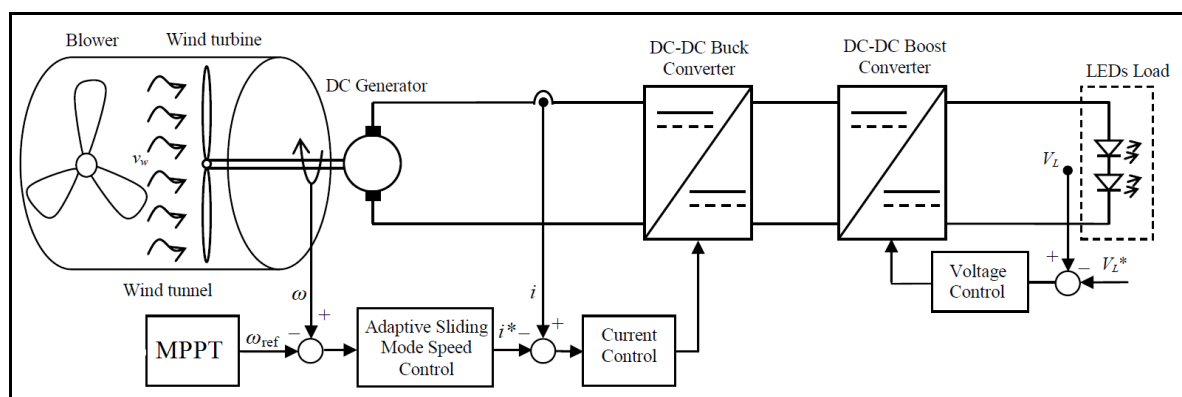 Blower
Wind turbine
DC-DC Buck
Converter
DC-DC Boost
Converter
LEDs Load
DC Generator
v_w
V_L
Wind tunnel
ω
+
−
MPPT
ω_ref
Adaptive Sliding
Mode Speed
Control
i
i*
−
+
Current
Control
Voltage
Control
+
−
V_L*